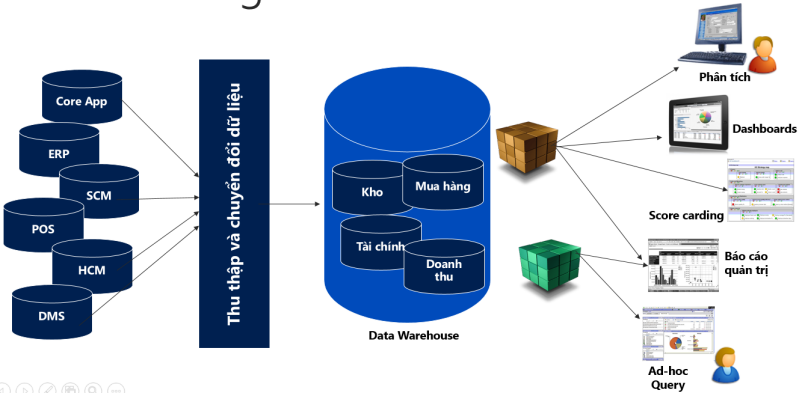 g
Core App
ERP
SCM
POS
HCM
DMS
Thu thập và chuyển đổi dữ liệu
Kho
Mua hàng
Tài chính
Doanh
thu
Data Warehouse
Phân tích
Dashboards
Score carding
Báo cáo
quản trị
Ad-hoc
Query